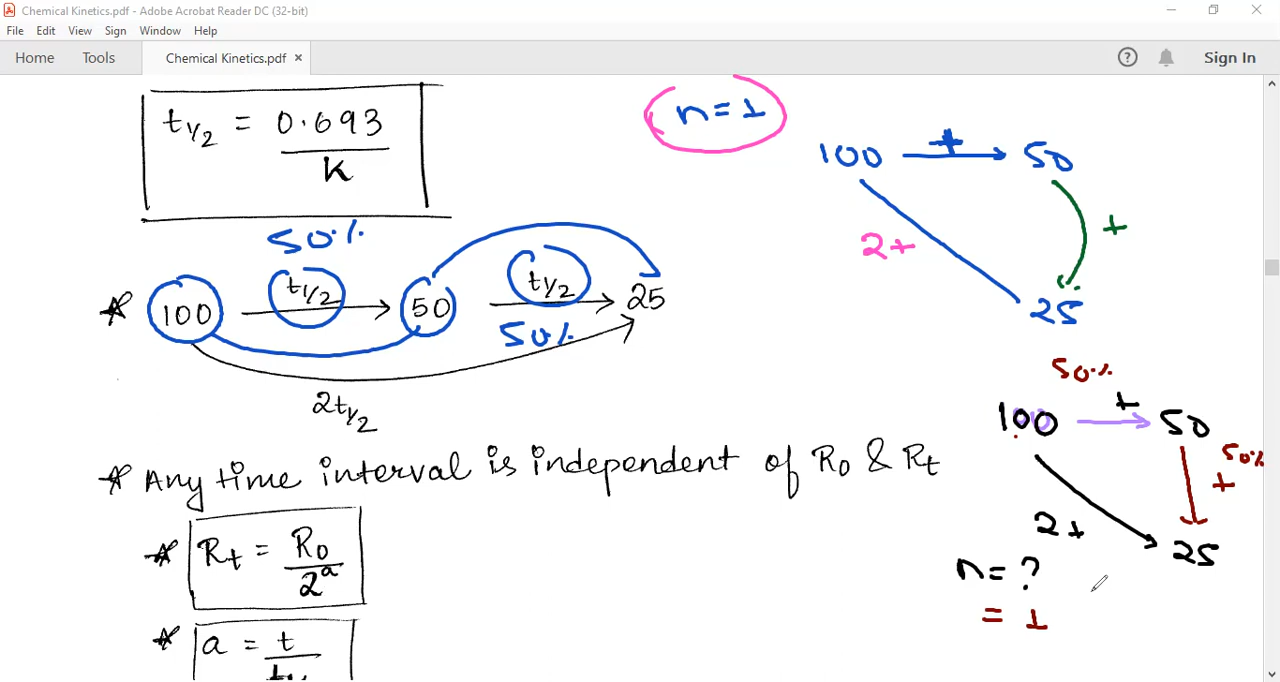 Chemical Kinetics.pdf - Adobe Acrobat Reader DC (32-bit)
File Edit View Sign Window Help
Home Tools Chemical Kinetics.pdf × ? Sign In
t1/2 = 0.693 / K
n = 1
100 t 50
t
2t
25
50%
100 t1/2 50 t1/2 25
50%
2t1/2
50%
100 t 50
50%
t
2t
25
n = ?
= 1
* Any time interval is independent of R0 & Rt
* Rt = R0 / 2^a
* a = t